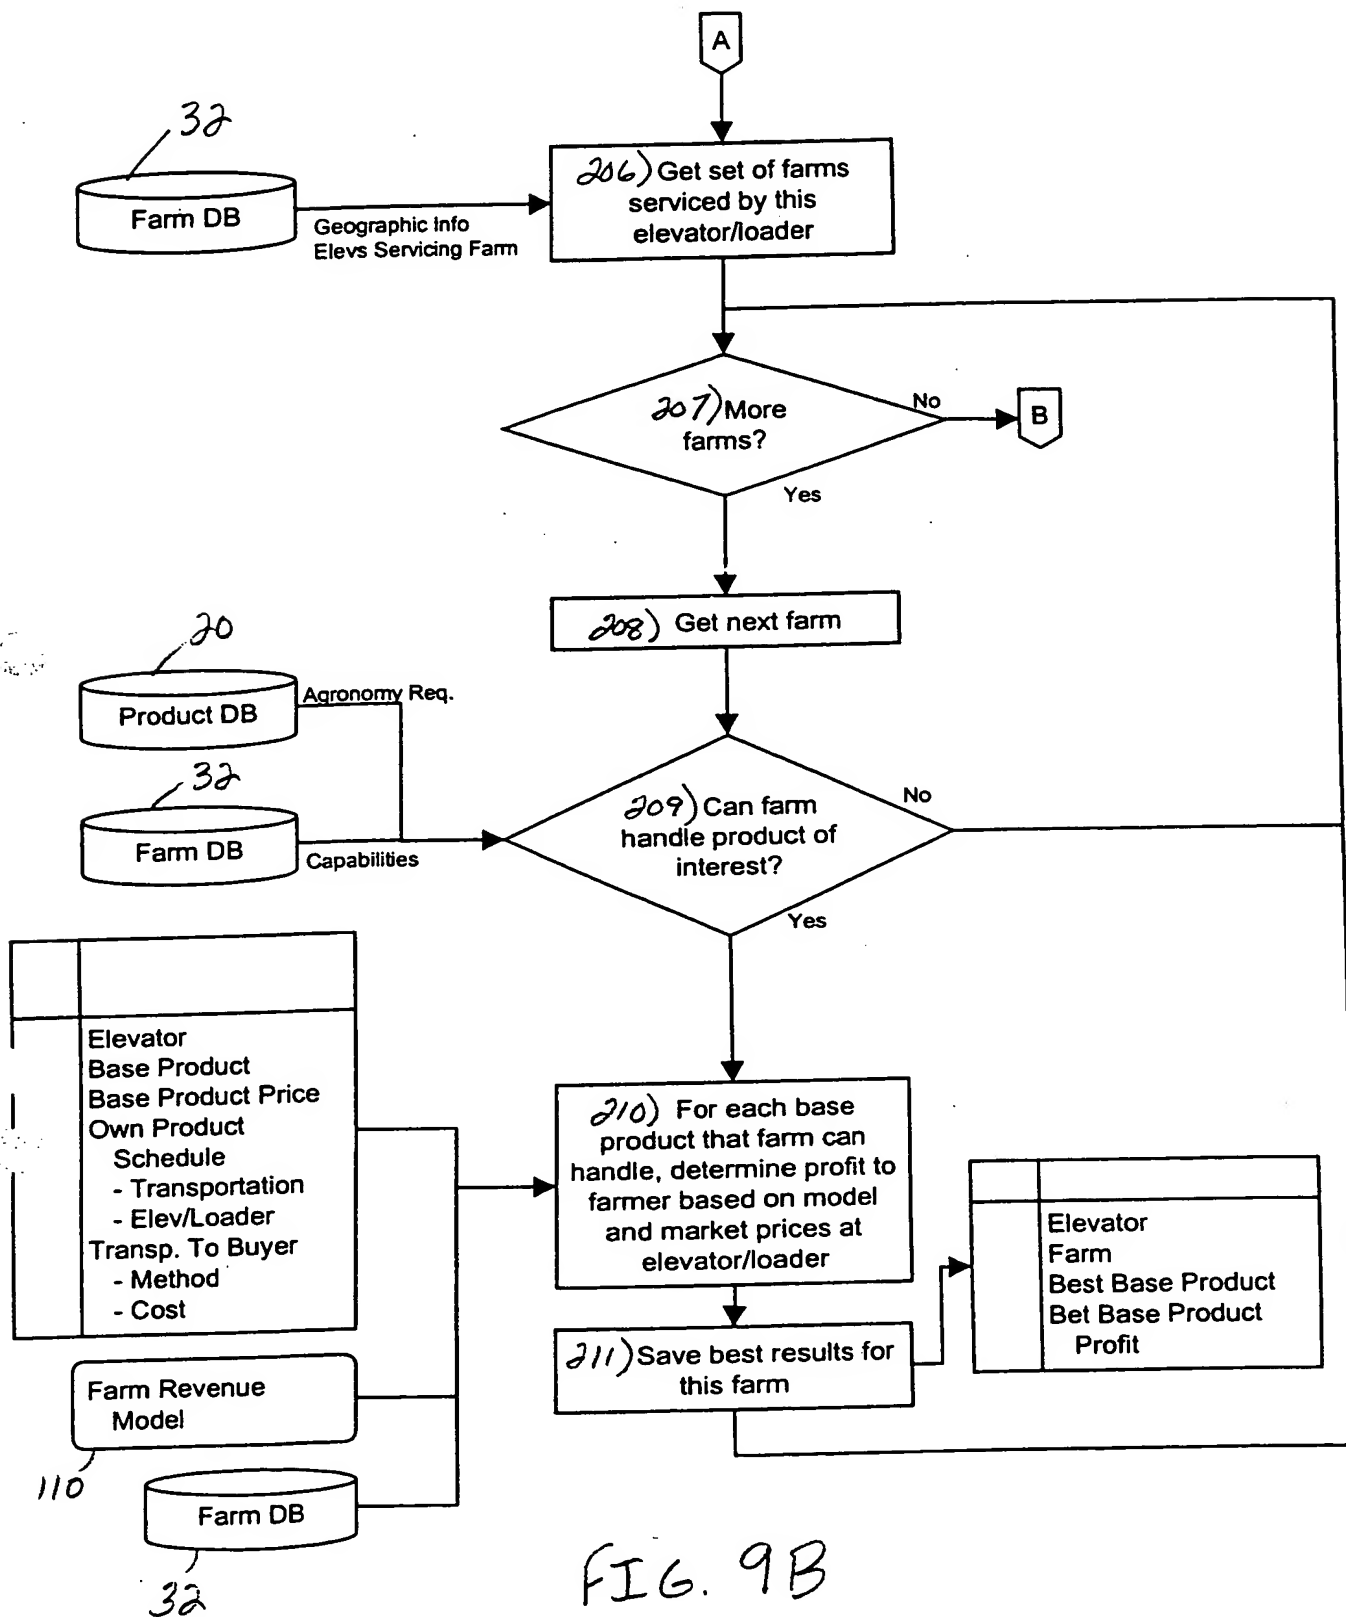 A
32
Farm DB
Geographic Info
Elevs Servicing Farm
206) Get set of farms
serviced by this
elevator/loader
207) More
farms?
No
B
Yes
208) Get next farm
20
Product DB
Agronomy Req.
32
Farm DB
Capabilities
209) Can farm
handle product of
interest?
No
Yes
Elevator
Base Product
Base Product Price
Own Product
Schedule
- Transportation
- Elev/Loader
Transp. To Buyer
- Method
- Cost
210) For each base
product that farm can
handle, determine profit to
farmer based on model
and market prices at
elevator/loader
Elevator
Farm
Best Base Product
Bet Base Product
Profit
211) Save best results for
this farm
Farm Revenue
Model
110
Farm DB
32
FIG. 9B